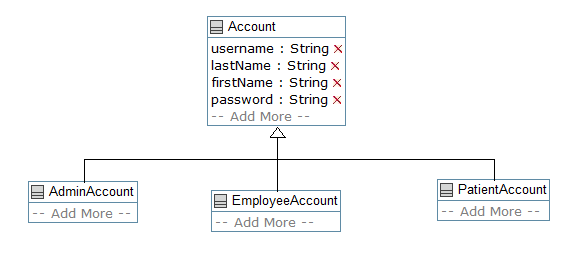 Account
username : String
lastName : String
firstName : String
password : String
-- Add More --
AdminAccount
-- Add More --
EmployeeAccount
-- Add More --
PatientAccount
-- Add More --